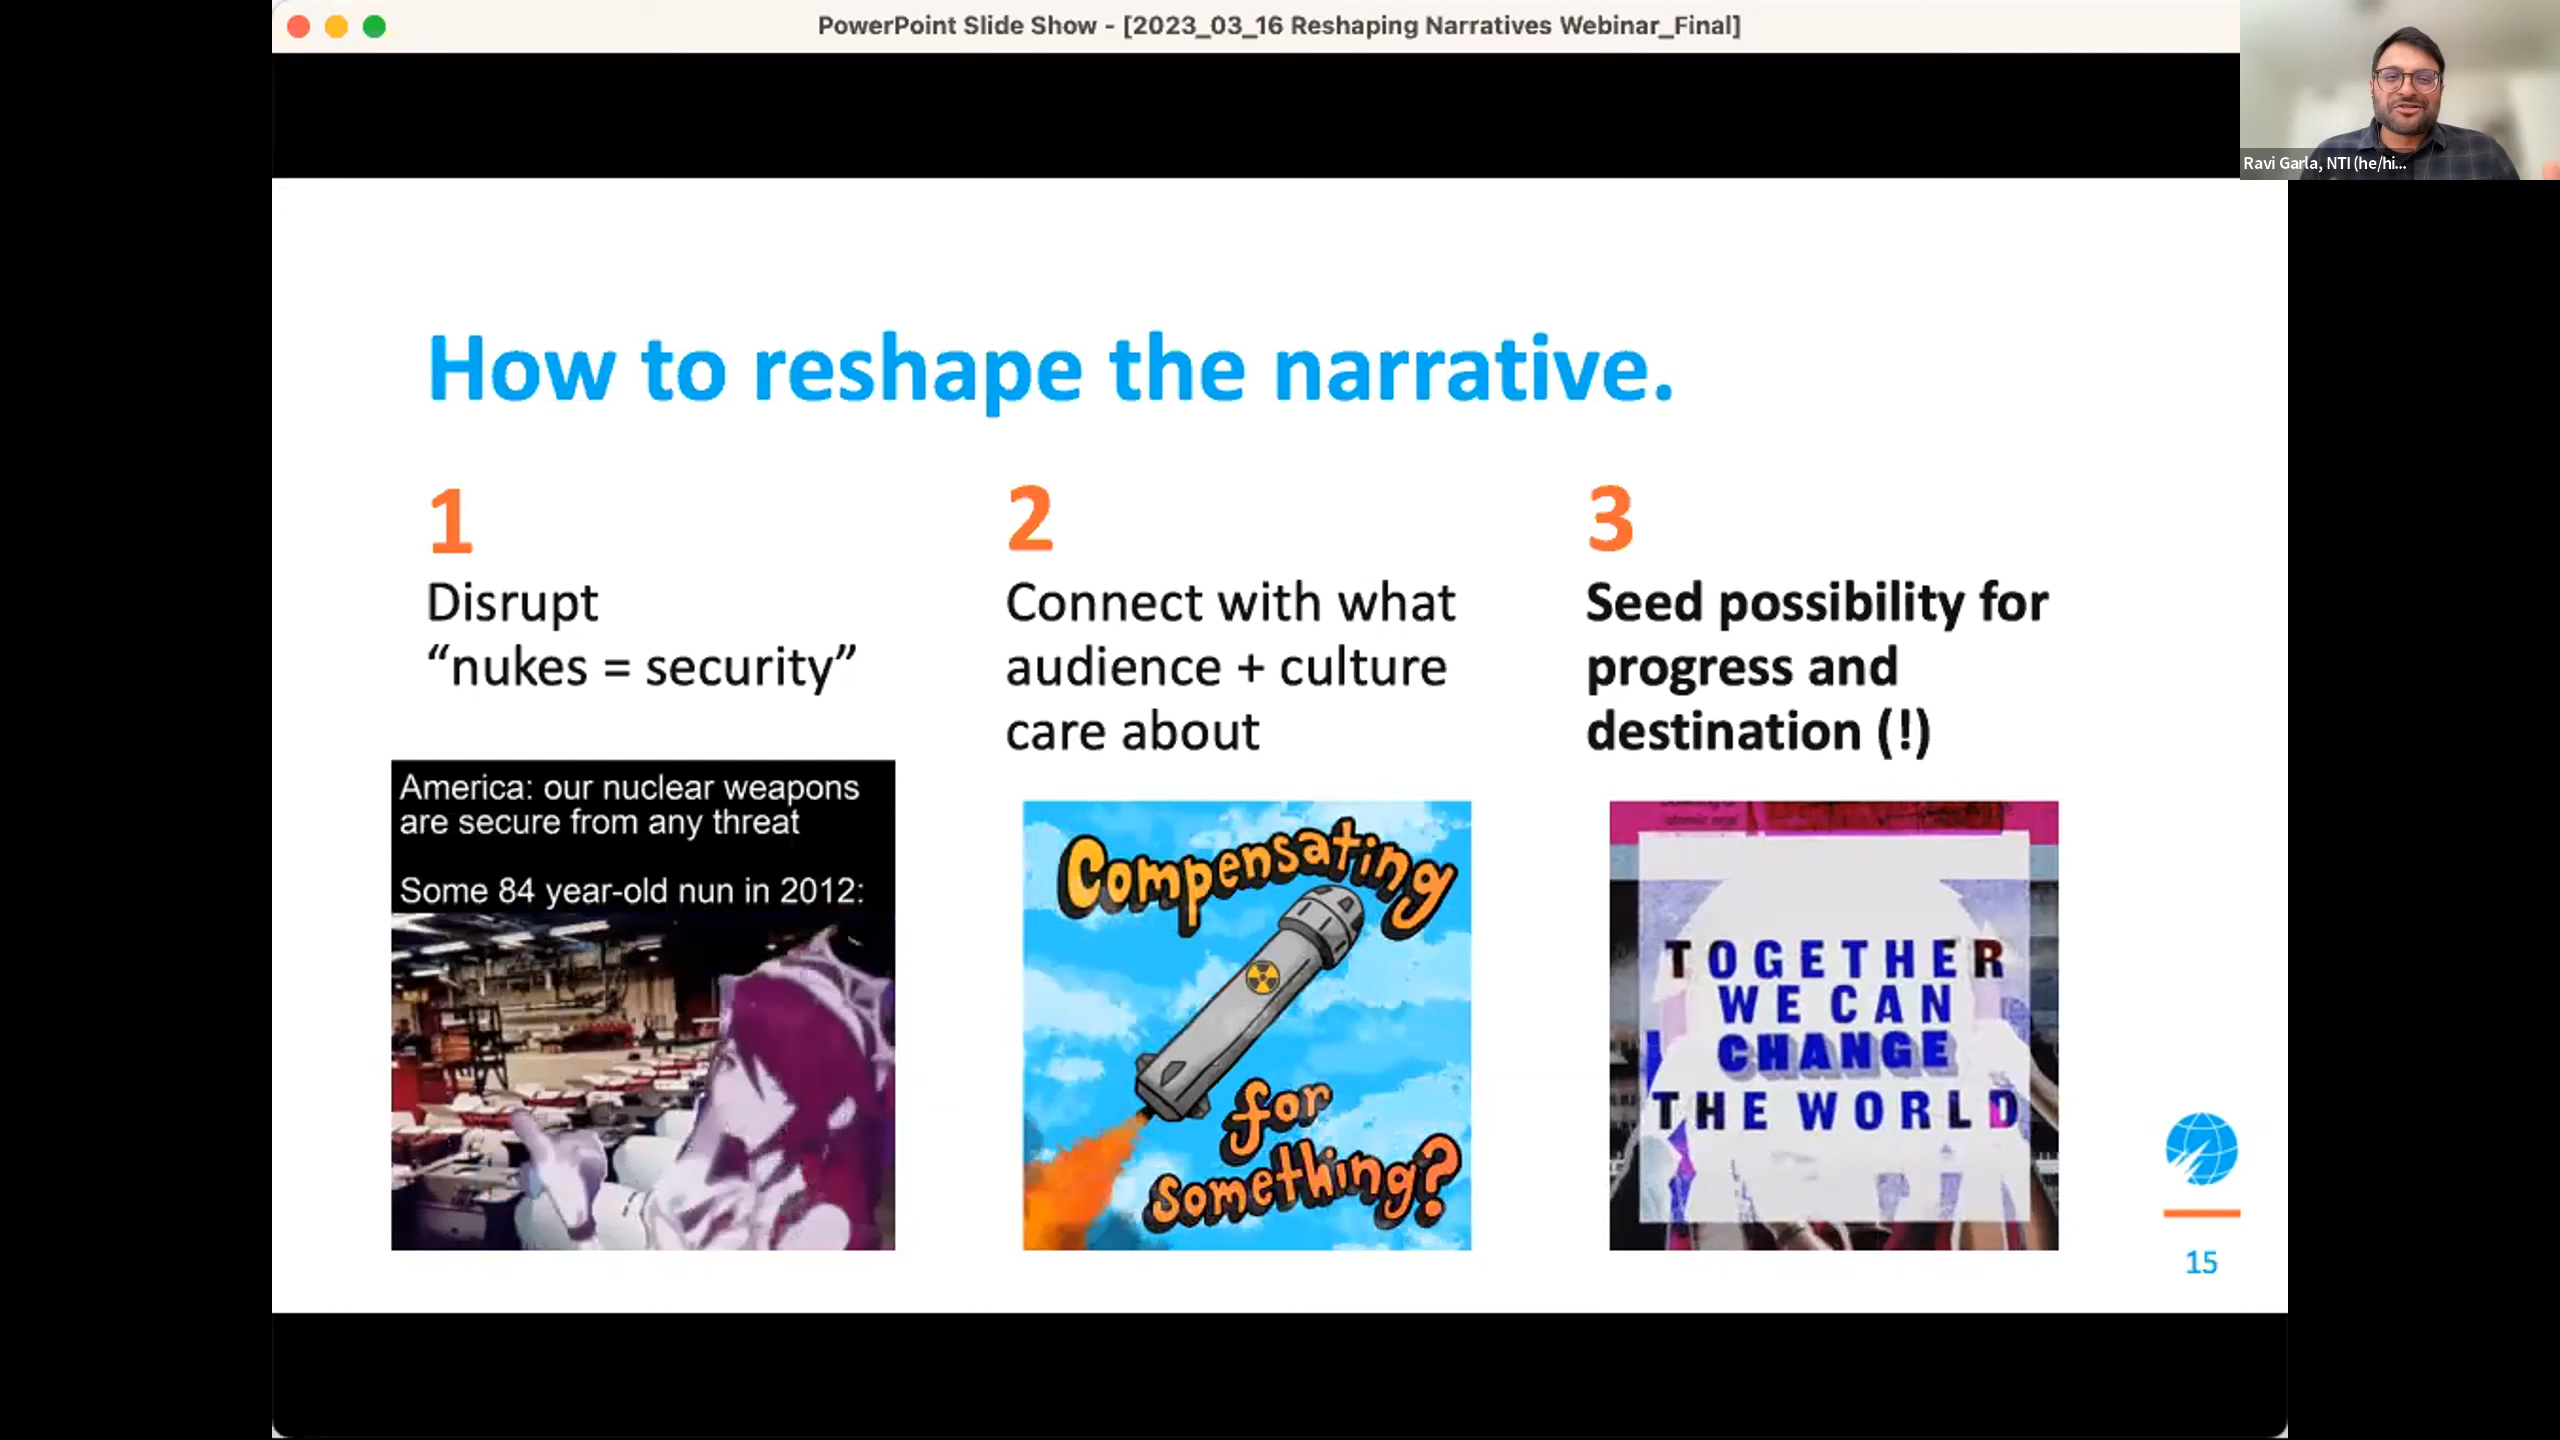 PowerPoint Slide Show - [2023_03_16 Reshaping Narratives Webinar_Final]
Ravi Garla, NTI (he/hi...
How to reshape the narrative.
1
Disrupt
“nukes = security”
2
Connect with what
audience + culture
care about
3
Seed possibility for
progress and
destination (!)
America: our nuclear weapons
are secure from any threat
Some 84 year-old nun in 2012:
Compensating
for
something?
TOGETHER
WE CAN
CHANGE
THE WORLD
15